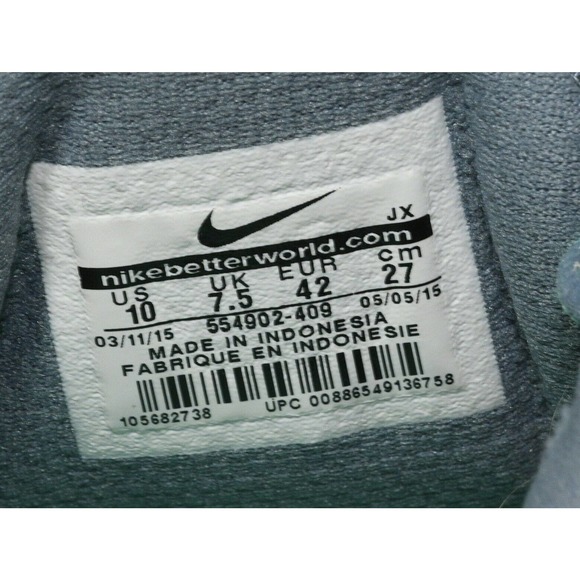 JX
nikebetterworld.com
US UK EUR cm
10 7.5 42 27
03/11/15 554902-409 05/05/15
MADE IN INDONESIA
FABRIQUE EN INDONESIE
105682738 UPC 00886549136758